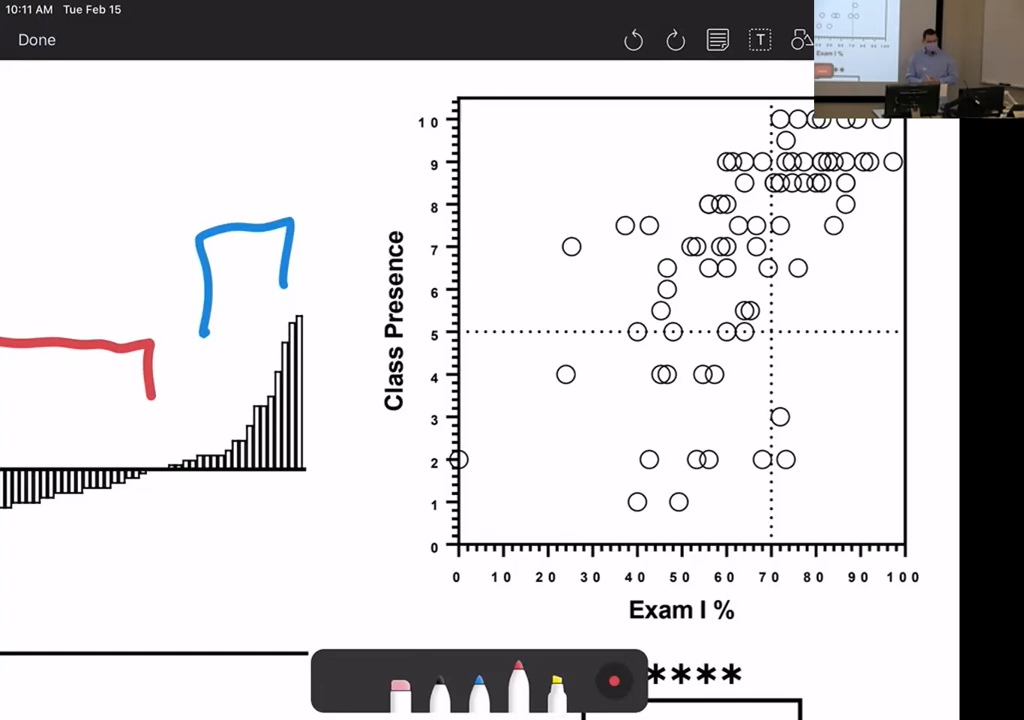 10:11 AM Tue Feb 15
Done
T
10
9
8
7
6
5
4
3
2
1
0
Class Presence
0 10 20 30 40 50 60 70 80 90 100
Exam I %
****
Exam I %